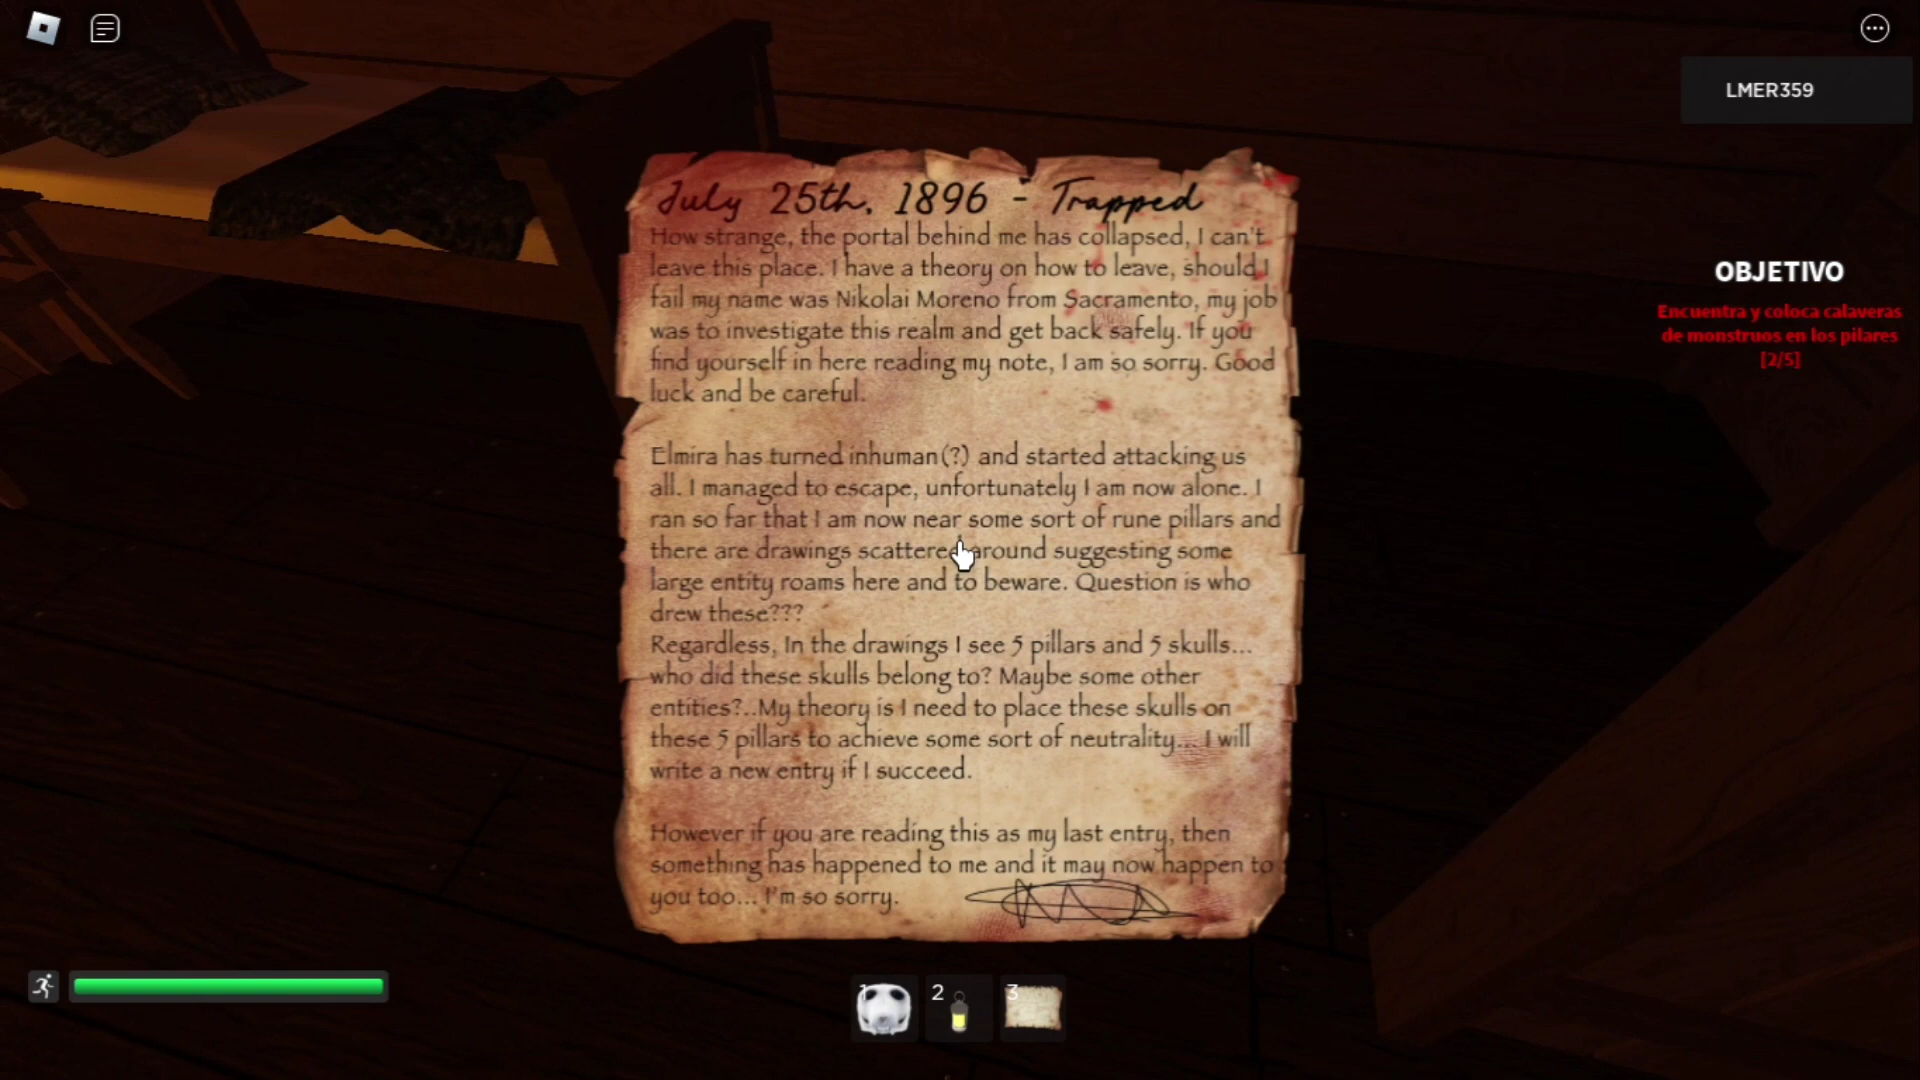 LMER359
OBJETIVO
Encuentra y coloca calaveras
de monstruos en los pilares
[2/5]
July 25th, 1896 - Trapped
How strange, the portal behind me has collapsed, I can't
leave this place. I have a theory on how to leave, should I
fail my name was Nikolai Moreno from Sacramento, my job
was to investigate this realm and get back safely. If you
find yourself in here reading my note, I am so sorry. Good
luck and be careful.
Elmira has turned inhuman(?) and started attacking us
all. I managed to escape, unfortunately I am now alone. I
ran so far that I am now near some sort of rune pillars and
there are drawings scattered around suggesting some
large entity roams here and to beware. Question is who
drew these???
Regardless, In the drawings I see 5 pillars and 5 skulls...
who did these skulls belong to? Maybe some other
entities?..My theory is I need to place these skulls on
these 5 pillars to achieve some sort of neutrality... I will
write a new entry if I succeed.
However if you are reading this as my last entry, then
something has happened to me and it may now happen to
you too... I'm so sorry.
1
2
3